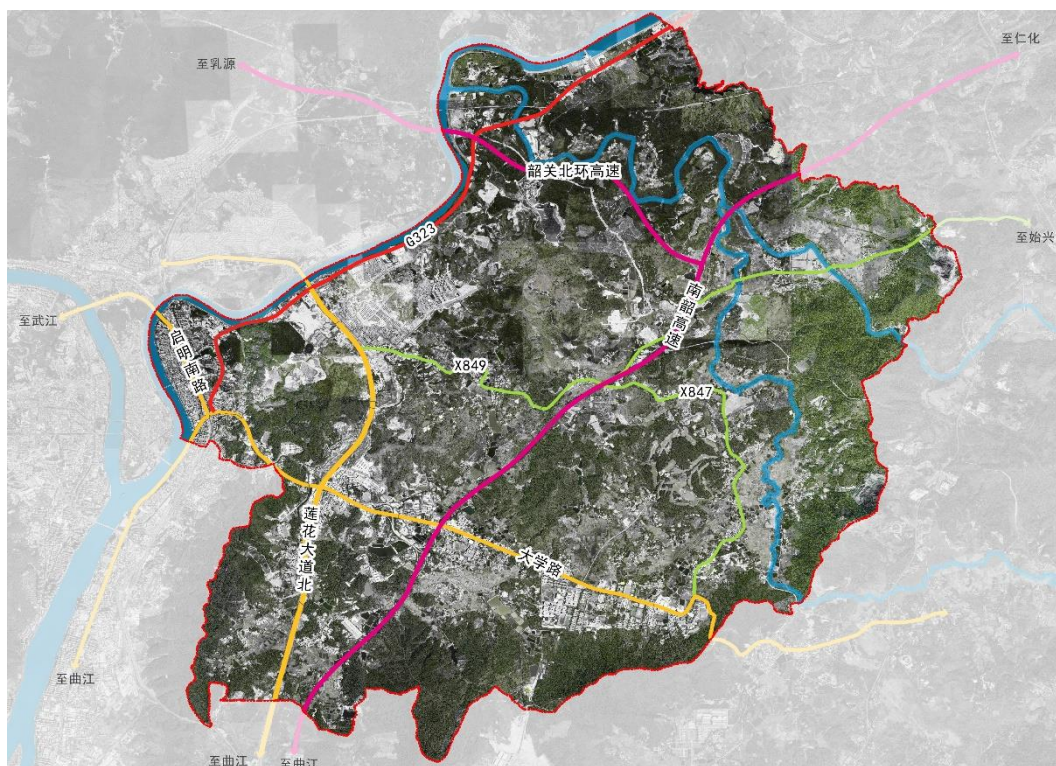 至仁化
至乳源
韶关北环高速
G323
至始兴
南韶高速
至武江
启明南路
X849
X847
莲花大道北
大学路
至曲江
至曲江
至曲江